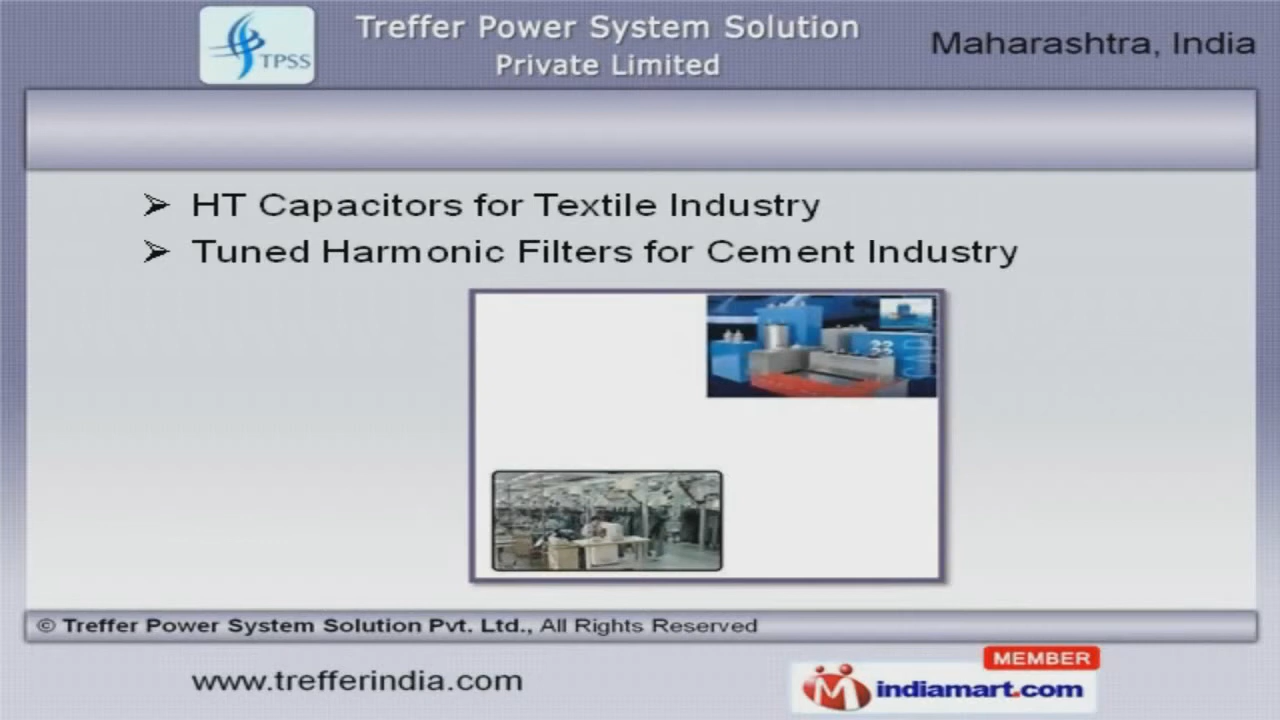 TPSS
Treffer Power System Solution
Private Limited
Maharashtra, India
➢ HT Capacitors for Textile Industry
➢ Tuned Harmonic Filters for Cement Industry
© Treffer Power System Solution Pvt. Ltd., All Rights Reserved
www.trefferindia.com
MEMBER
indiamart.com